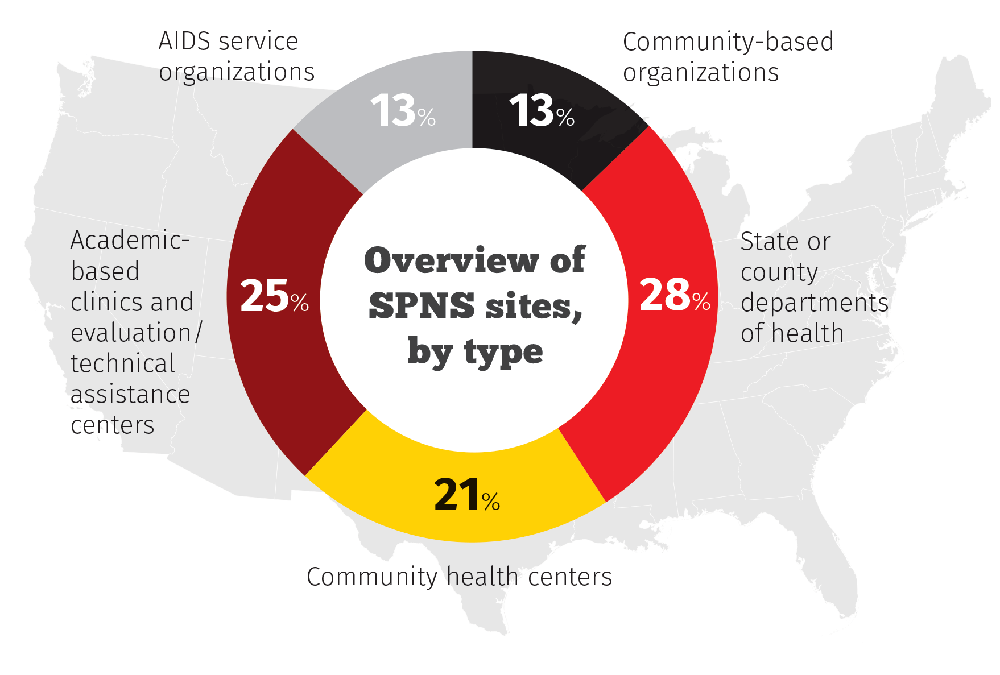 AIDS service
organizations
13%
Community-based
organizations
13%
Academic-
based
clinics and
evaluation/
technical
assistance
centers
25%
Overview of
SPNS sites,
by type
28%
State or
county
departments
of health
21%
Community health centers